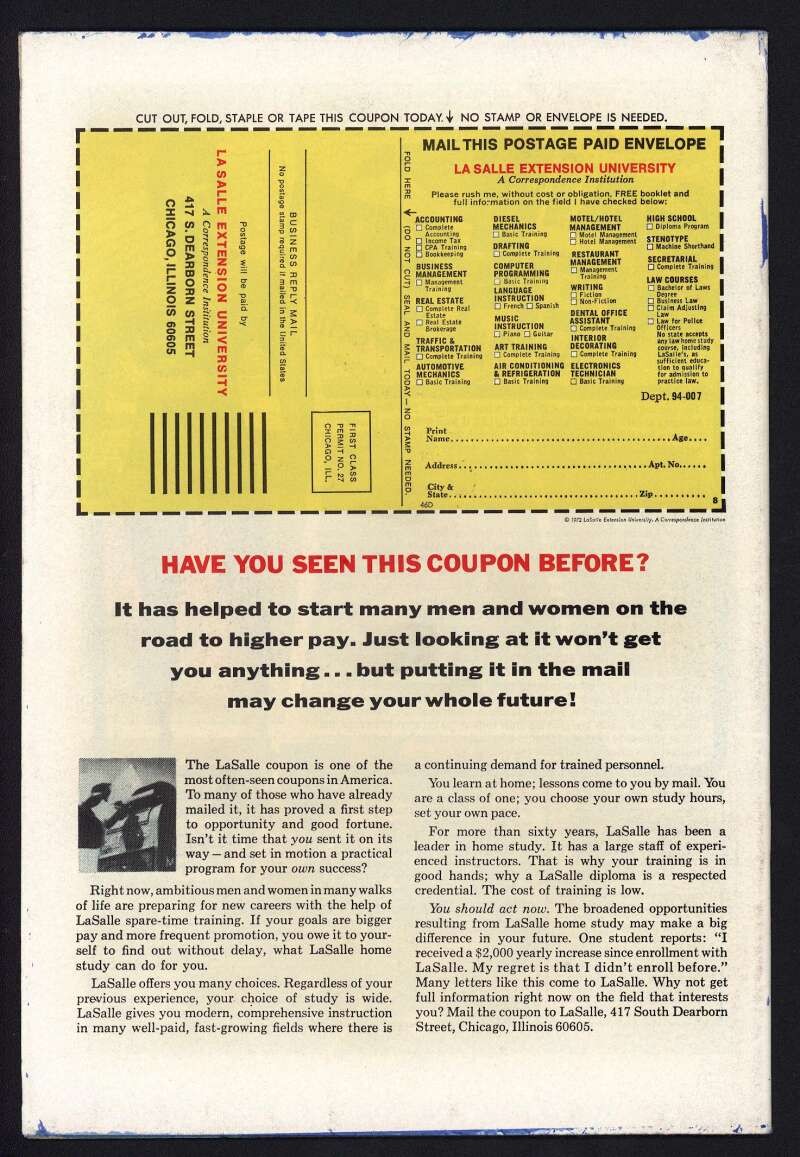 CUT OUT, FOLD, STAPLE OR TAPE THIS COUPON TODAY. NO STAMP OR ENVELOPE IS NEEDED.
LA SALLE EXTENSION UNIVERSITY
A Correspondence Institution
417 S. DEARBORN STREET
CHICAGO, ILLINOIS 60605
Postage will be paid by
BUSINESS REPLY MAIL
No postage stamp required if mailed in the United States
FIRST CLASS
PERMIT NO. 27
CHICAGO, ILL.
FOLD HERE (DO NOT CUT) SEAL AND MAIL TODAY — NO STAMP NEEDED.
MAIL THIS POSTAGE PAID ENVELOPE
LA SALLE EXTENSION UNIVERSITY
A Correspondence Institution
Please rush me, without cost or obligation, FREE booklet and
full information on the field I have checked below:
ACCOUNTING
Complete
Accounting
Income Tax
CPA Training
Bookkeeping
BUSINESS
MANAGEMENT
Management
Training
REAL ESTATE
Complete Real
Estate
Real Estate
Brokerage
TRAFFIC &
TRANSPORTATION
Complete Training
AUTOMOTIVE
MECHANICS
Basic Training
DIESEL
MECHANICS
Basic Training
DRAFTING
Complete Training
COMPUTER
PROGRAMMING
Basic Training
LANGUAGE
INSTRUCTION
French Spanish
MUSIC
INSTRUCTION
Piano Guitar
ART TRAINING
Complete Training
AIR CONDITIONING
& REFRIGERATION
Basic Training
MOTEL/HOTEL
MANAGEMENT
Motel Management
Hotel Management
RESTAURANT
MANAGEMENT
Management
Training
WRITING
Fiction
Non-Fiction
DENTAL OFFICE
ASSISTANT
Complete Training
INTERIOR
DECORATING
Complete Training
ELECTRONICS
TECHNICIAN
Basic Training
HIGH SCHOOL
Diploma Program
STENOTYPE
Machine Shorthand
SECRETARIAL
Complete Training
LAW COURSES
Bachelor of Laws
Degree
Business Law
Claim Adjusting
Law
Law for Police
Officers
No state accepts
any law home study
course, including
LaSalle's, as
sufficient educa-
tion to qualify
for admission to
practice law.
Dept. 94-007
Print
Name Age
Address Apt. No.
City &
State Zip
46D
8
© 1972 LaSalle Extension University, A Correspondence Institution
HAVE YOU SEEN THIS COUPON BEFORE?
It has helped to start many men and women on the
road to higher pay. Just looking at it won't get
you anything... but putting it in the mail
may change your whole future!
The LaSalle coupon is one of the
most often-seen coupons in America.
To many of those who have already
mailed it, it has proved a first step
to opportunity and good fortune.
Isn't it time that you sent it on its
way — and set in motion a practical
program for your own success?
Right now, ambitious men and women in many walks
of life are preparing for new careers with the help of
LaSalle spare-time training. If your goals are bigger
pay and more frequent promotion, you owe it to your-
self to find out without delay, what LaSalle home
study can do for you.
LaSalle offers you many choices. Regardless of your
previous experience, your choice of study is wide.
LaSalle gives you modern, comprehensive instruction
in many well-paid, fast-growing fields where there is
a continuing demand for trained personnel.
You learn at home; lessons come to you by mail. You
are a class of one; you choose your own study hours,
set your own pace.
For more than sixty years, LaSalle has been a
leader in home study. It has a large staff of experi-
enced instructors. That is why your training is in
good hands; why a LaSalle diploma is a respected
credential. The cost of training is low.
You should act now. The broadened opportunities
resulting from LaSalle home study may make a big
difference in your future. One student reports: “I
received a $2,000 yearly increase since enrollment with
LaSalle. My regret is that I didn't enroll before.”
Many letters like this come to LaSalle. Why not get
full information right now on the field that interests
you? Mail the coupon to LaSalle, 417 South Dearborn
Street, Chicago, Illinois 60605.